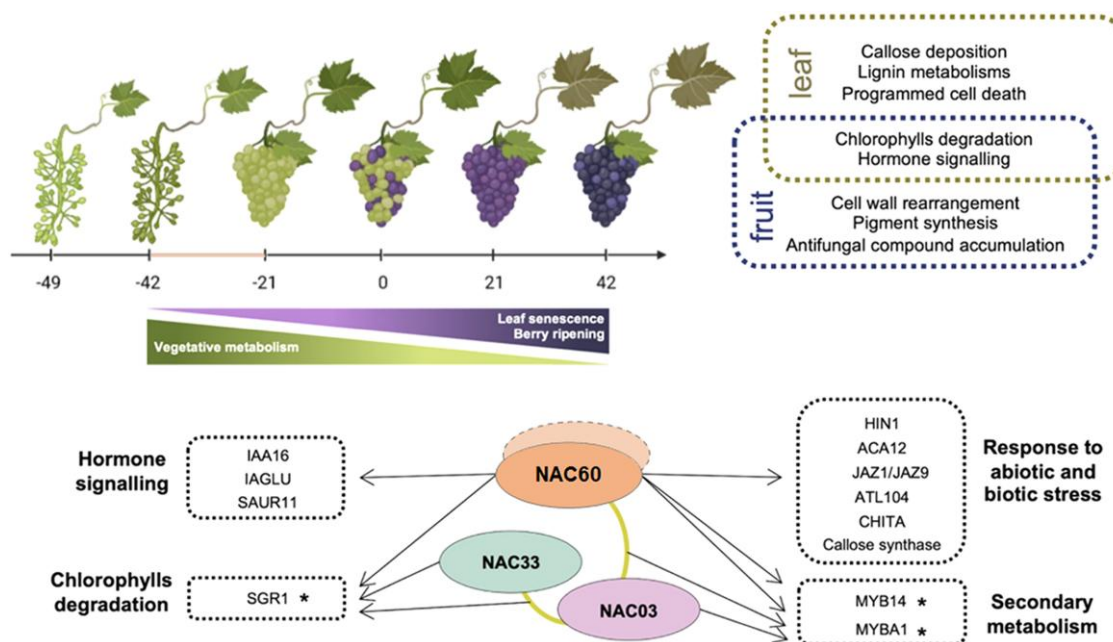 leaf
Callose deposition
Lignin metabolisms
Programmed cell death
Chlorophylls degradation
Hormone signalling
fruit
Cell wall rearrangement
Pigment synthesis
Antifungal compound accumulation
-49
-42
-21
0
21
42
Leaf senescence
Berry ripening
Vegetative metabolism
Hormone
signalling
IAA16
IAGLU
SAUR11
NAC60
HIN1
ACA12
JAZ1/JAZ9
ATL104
CHITA
Callose synthase
Response to
abiotic and
biotic stress
Chlorophylls
degradation
SGR1 *
NAC33
NAC03
MYB14 *
MYBA1 *
Secondary
metabolism